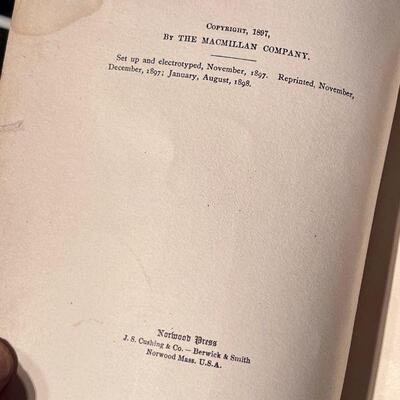 Copyright, 1897,
By THE MACMILLAN COMPANY.
Set up and electrotyped, November, 1897. Reprinted, November,
December, 1897; January, August, 1898.
Norwood Press
J. S. Cushing & Co. – Berwick & Smith
Norwood Mass. U.S.A.